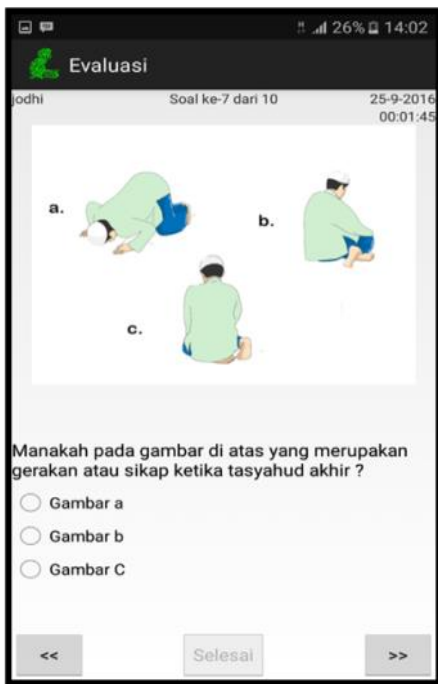 26% 14:02
Evaluasi
jodhi Soal ke-7 dari 10 25-9-2016
00:01:45
a.
b.
c.
Manakah pada gambar di atas yang merupakan
gerakan atau sikap ketika tasyahud akhir ?
Gambar a
Gambar b
Gambar C
<< Selesai >>